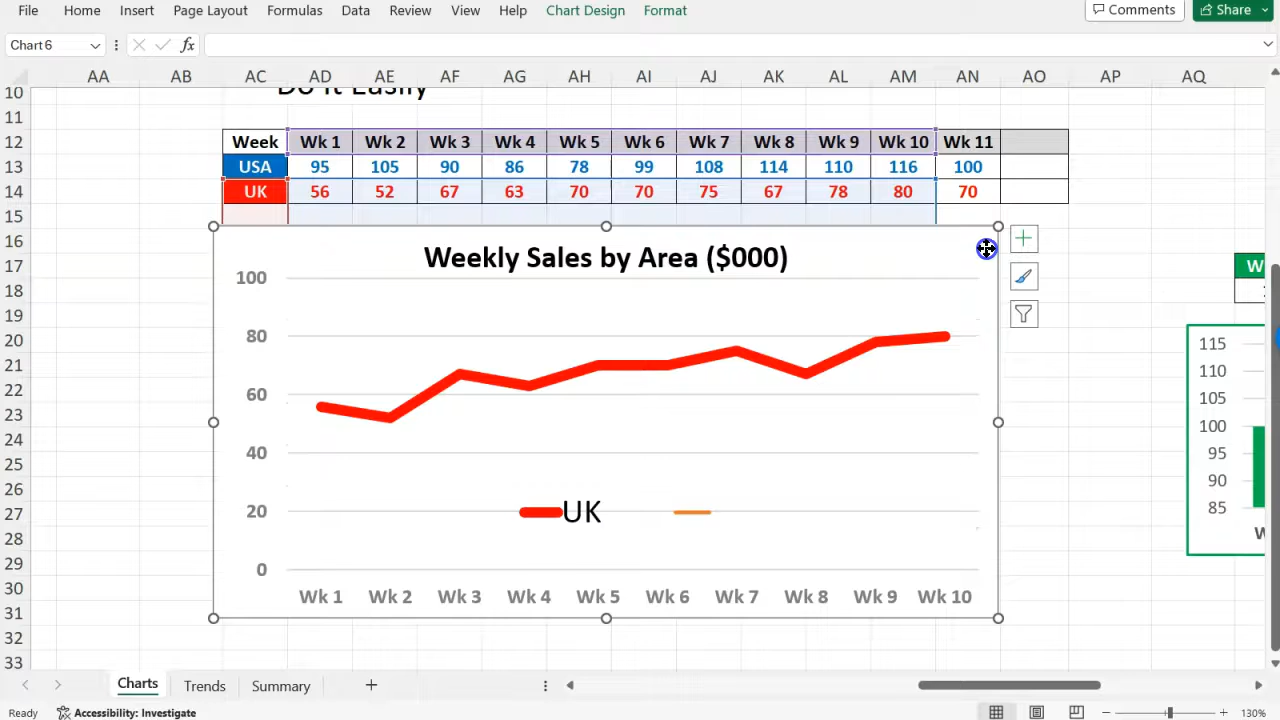 File Home Insert Page Layout Formulas Data Review View Help Chart Design Format Comments Share
Chart 6 fx
AA AB AC AD AE AF AG AH AI AJ AK AL AM AN AO AP AQ
10 Do It Easily
11
12 Week Wk 1 Wk 2 Wk 3 Wk 4 Wk 5 Wk 6 Wk 7 Wk 8 Wk 9 Wk 10 Wk 11
13 USA 95 105 90 86 78 99 108 114 110 116 100
14 UK 56 52 67 63 70 70 75 67 78 80 70
15
16
17
18
19
20
21
22
23
24
25
26
27
28
29
30
31
32
33
Weekly Sales by Area ($000)
100
80
60
40
20
0
UK
Wk 1 Wk 2 Wk 3 Wk 4 Wk 5 Wk 6 Wk 7 Wk 8 Wk 9 Wk 10
W
115
110
105
100
95
90
85
W
Charts Trends Summary
Ready Accessibility: Investigate 130%